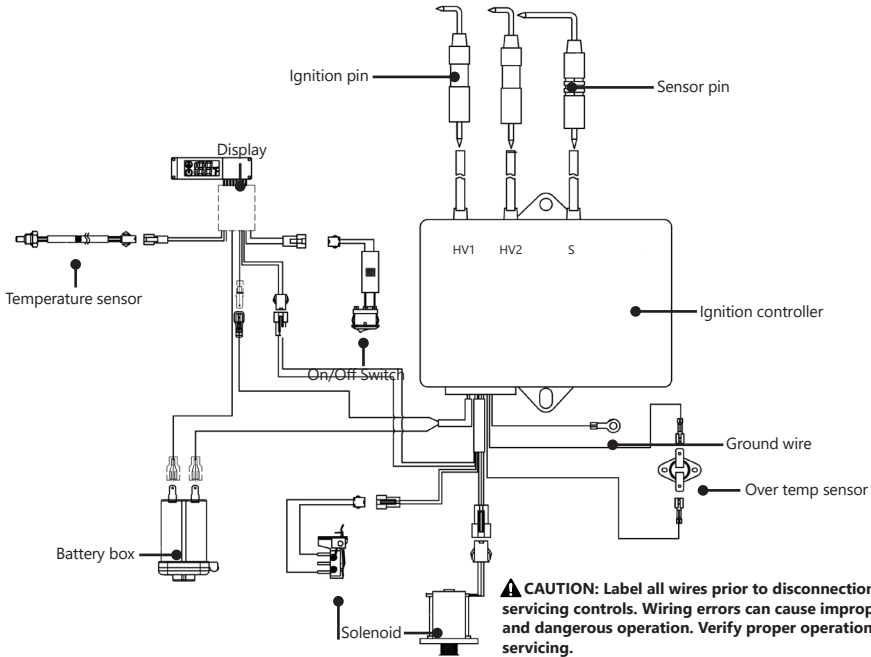 Ignition pin
Sensor pin
Display
HV1
HV2
S
Temperature sensor
Ignition controller
On/Off Switch
Ground wire
Over temp sensor
Battery box
CAUTION: Label all wires prior to disconnection
servicing controls. Wiring errors can cause improp
and dangerous operation. Verify proper operation
servicing.
Solenoid